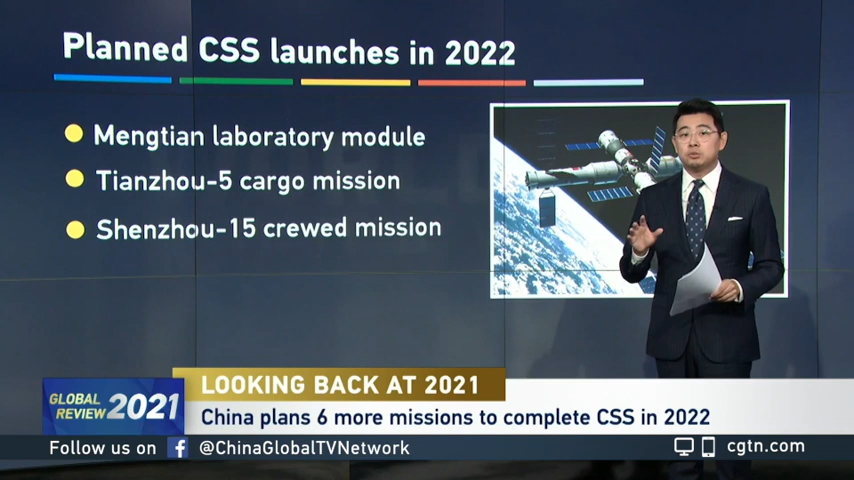 Planned CSS launches in 2022
Mengtian laboratory module
Tianzhou-5 cargo mission
Shenzhou-15 crewed mission
LOOKING BACK AT 2021
GLOBAL REVIEW 2021
China plans 6 more missions to complete CSS in 2022
Follow us on f @ChinaGlobalTVNetwork
cgtn.com